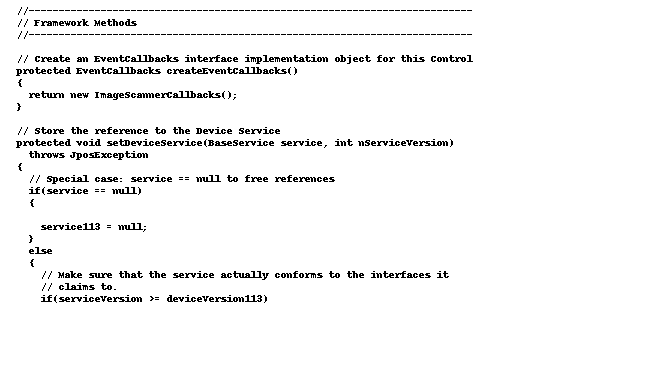 //--------------------------------------------------------------------------
// Framework Methods
//--------------------------------------------------------------------------

// Create an EventCallbacks interface implementation object for this Control
protected EventCallbacks createEventCallbacks()
{
  return new ImageScannerCallbacks();
}

// Store the reference to the Device Service
protected void setDeviceService(BaseService service, int nServiceVersion)
  throws JposException
{
  // Special case: service == null to free references
  if(service == null)
  {

    service113 = null;
  }
  else
  {
    // Make sure that the service actually conforms to the interfaces it
    // claims to.
    if(serviceVersion >= deviceVersion113)